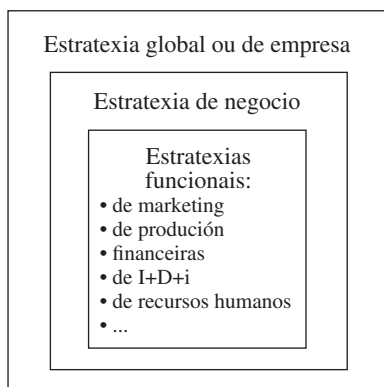 Estratexia global ou de empresa
Estratexia de negocio
Estratexias
funcionais:
• de marketing
• de produción
• financeiras
• de I+D+i
• de recursos humanos
• ...